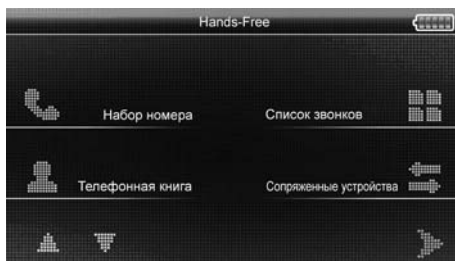 Hands-Free
Набор номера
Список звонков
Телефонная книга
Сопряженные устройства